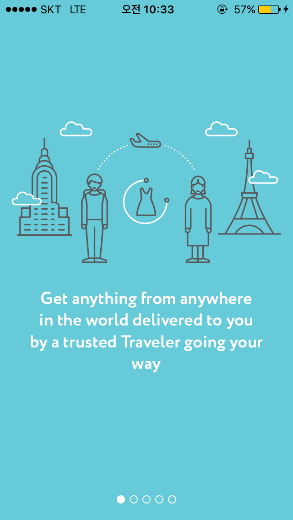 SKT LTE 오전 10:33 57%
Get anything from anywhere
in the world delivered to you
by a trusted Traveler going your
way